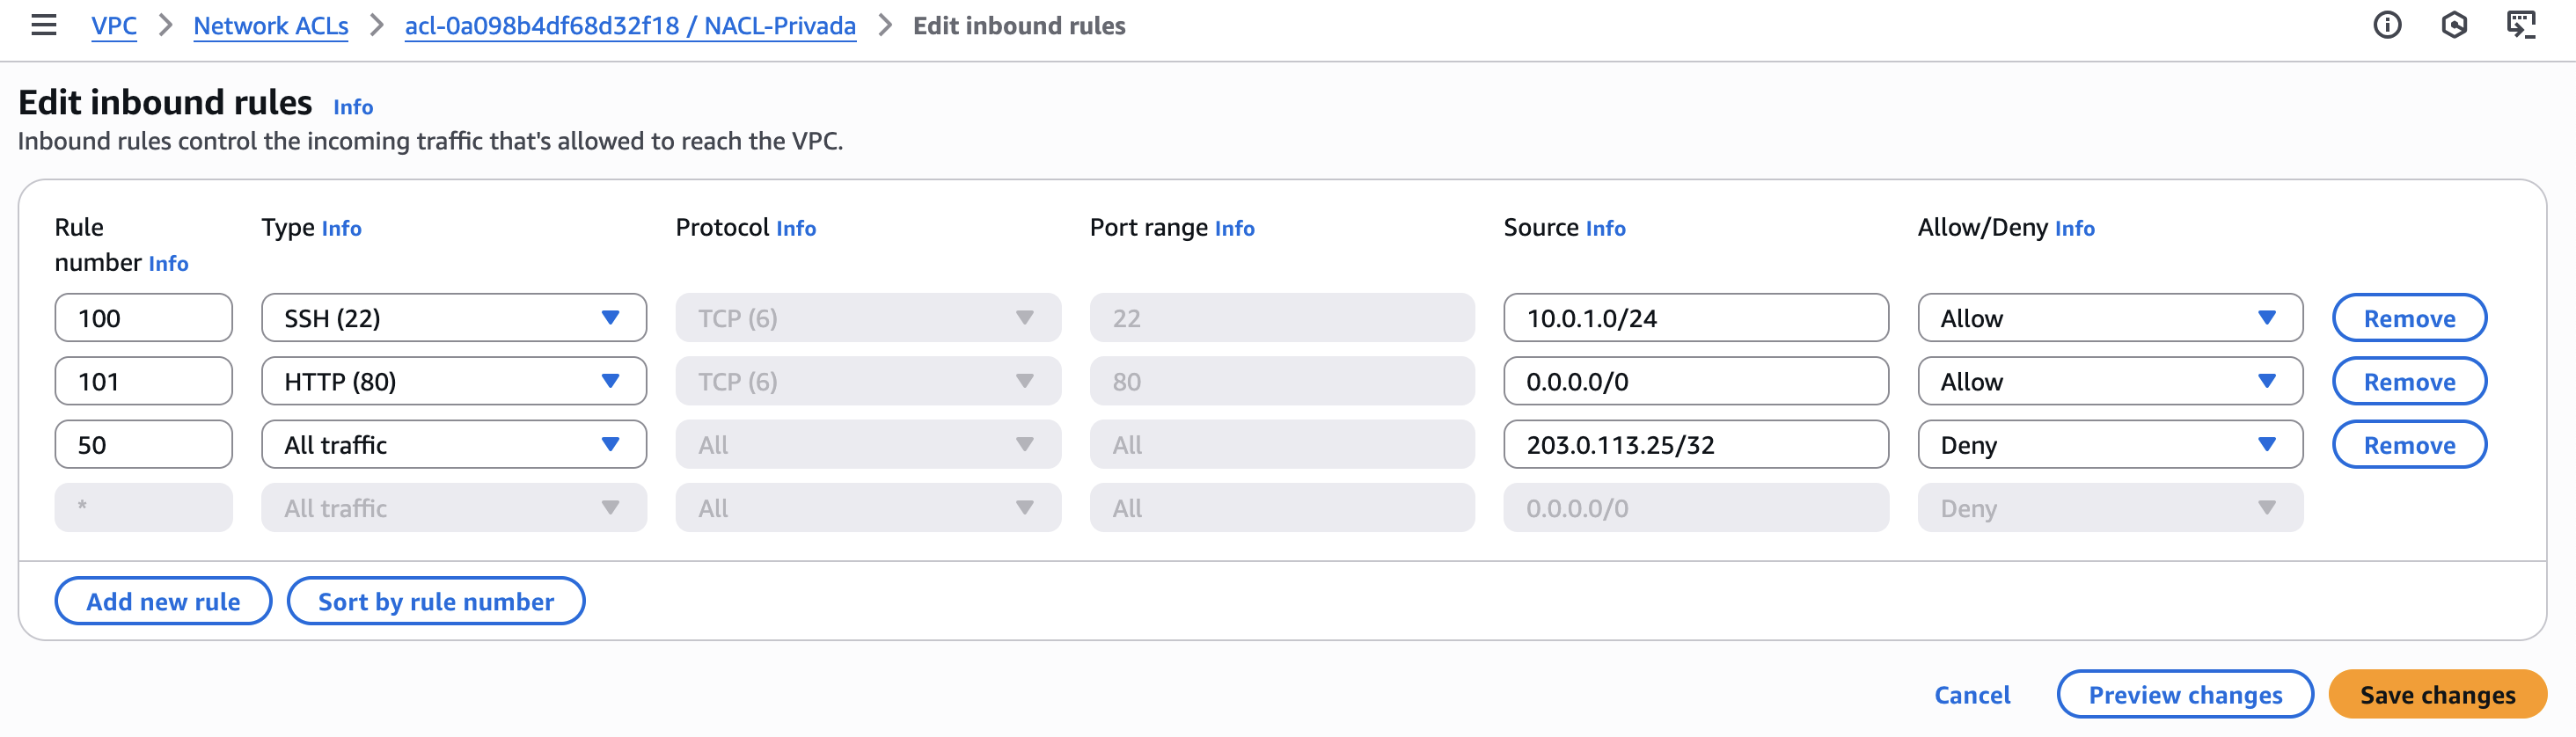 VPC > Network ACLs > acl-0a098b4df68d32f18 / NACL-Privada > Edit inbound rules
Edit inbound rules Info
Inbound rules control the incoming traffic that's allowed to reach the VPC.
Rule number Info Type Info Protocol Info Port range Info Source Info Allow/Deny Info
100 SSH (22) TCP (6) 22 10.0.1.0/24 Allow Remove
101 HTTP (80) TCP (6) 80 0.0.0.0/0 Allow Remove
50 All traffic All All 203.0.113.25/32 Deny Remove
* All traffic All All 0.0.0.0/0 Deny
Add new rule Sort by rule number
Cancel Preview changes Save changes